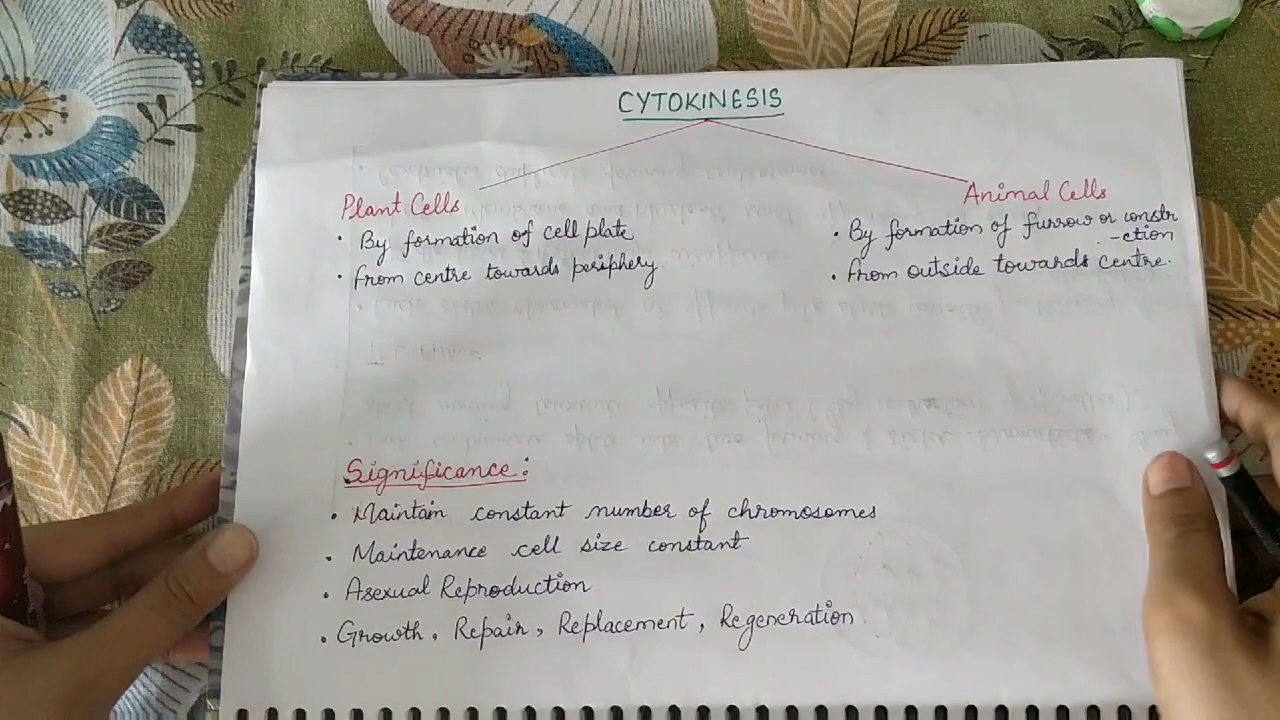 CYTOKINESIS
Plant Cells
· By formation of cell plate
· From centre towards periphery
Animal Cells
· By formation of furrow or constr
-ction
· From outside towards centre.
Significance:
· Maintain constant number of chromosomes
· Maintenance cell size constant
· Asexual Reproduction
· Growth, Repair, Replacement, Regeneration